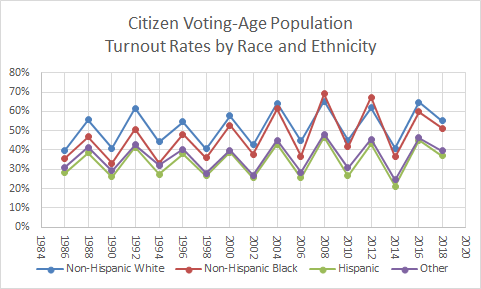 Citizen Voting-Age Population
Turnout Rates by Race and Ethnicity
80%
70%
60%
50%
40%
30%
20%
10%
0%
1984 1986 1988 1990 1992 1994 1996 1998 2000 2002 2004 2006 2008 2010 2012 2014 2016 2018 2020
Non-Hispanic White Non-Hispanic Black Hispanic Other